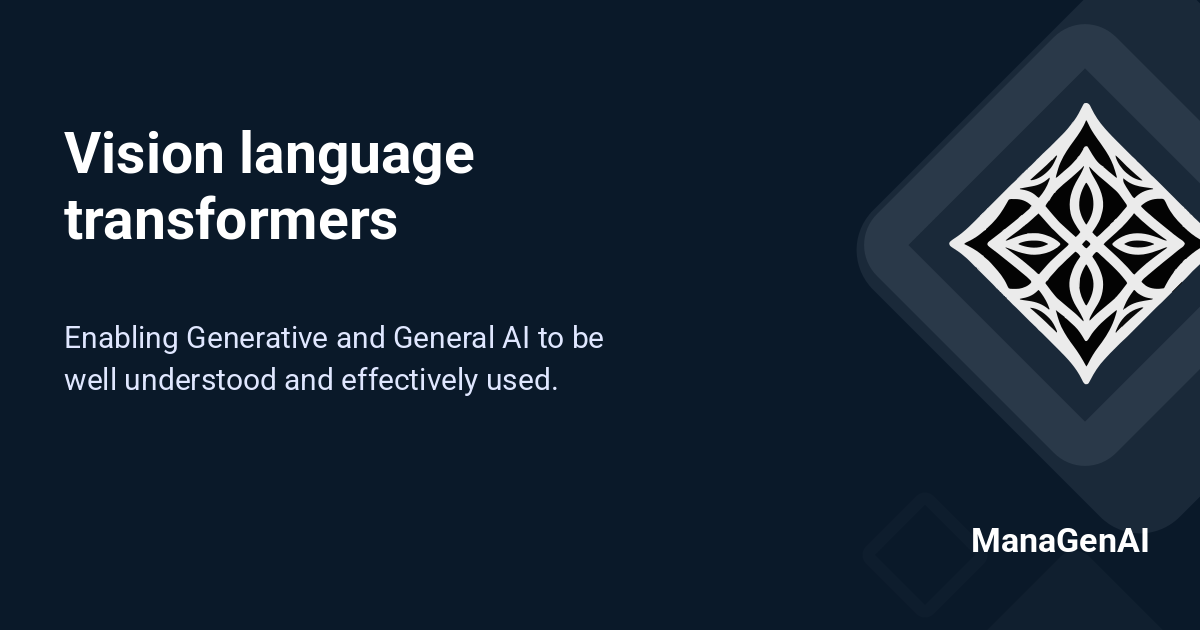 Vision language
transformers
Enabling Generative and General AI to be
well understood and effectively used.
ManaGenAI